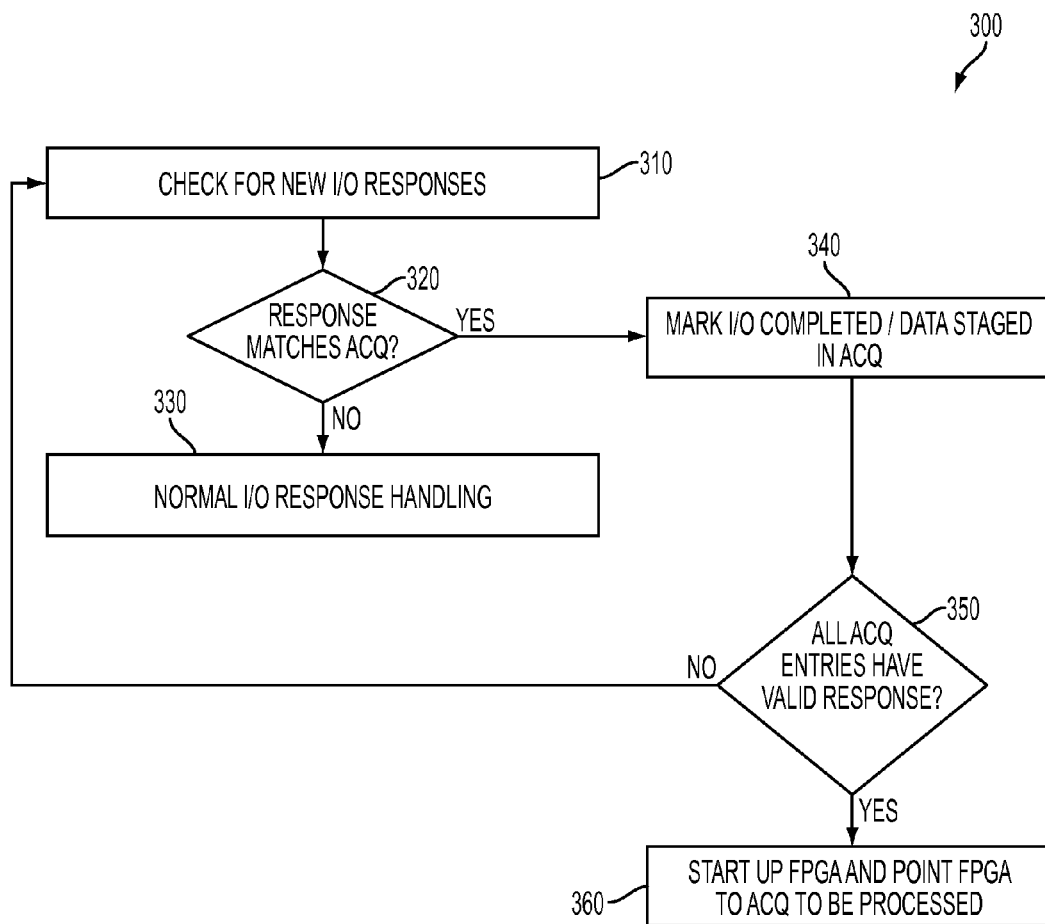 300
CHECK FOR NEW I/O RESPONSES
310
320
RESPONSE
MATCHES ACQ?
YES
340
MARK I/O COMPLETED / DATA STAGED
IN ACQ
330
NO
NORMAL I/O RESPONSE HANDLING
350
ALL ACQ
ENTRIES HAVE
VALID RESPONSE?
NO
YES
START UP FPGA AND POINT FPGA
TO ACQ TO BE PROCESSED
360